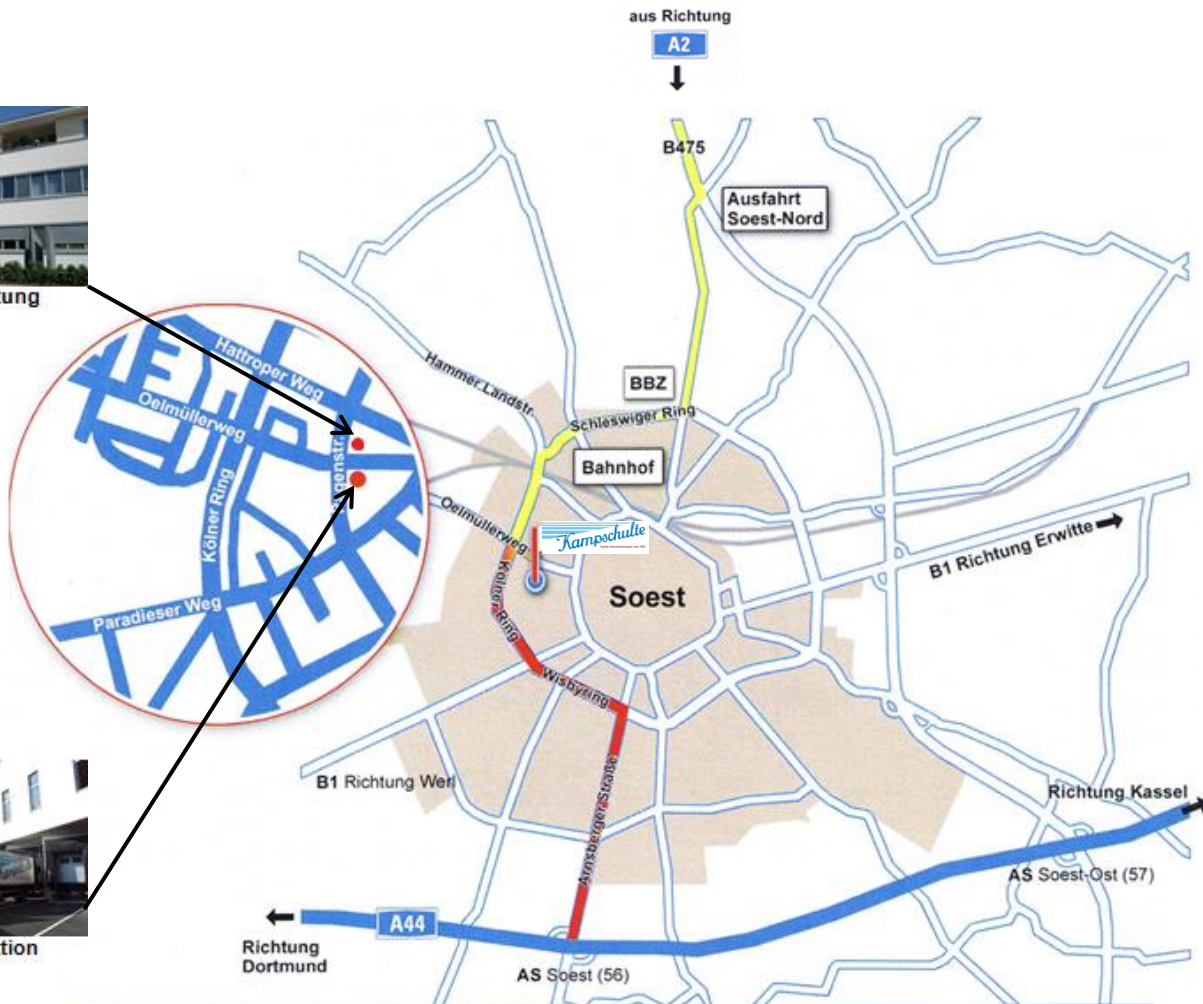 aus Richtung
A2
B475
Ausfahrt
Soest-Nord
tung
Hattroper Weg
Oelmüllerweg
Kölner Ring
Paradieser Weg
Hammer Landstr.
BBZ
Schleswiger Ring
Bahnhof
Oelmüllerweg
Kampschulte
Kölner Ring
Soest
B1 Richtung Erwitte
Wisbyring
B1 Richtung Werl
Arnsberger Straße
Richtung Kassel
AS Soest-Ost (57)
A44
Richtung
Dortmund
AS Soest (56)
tion